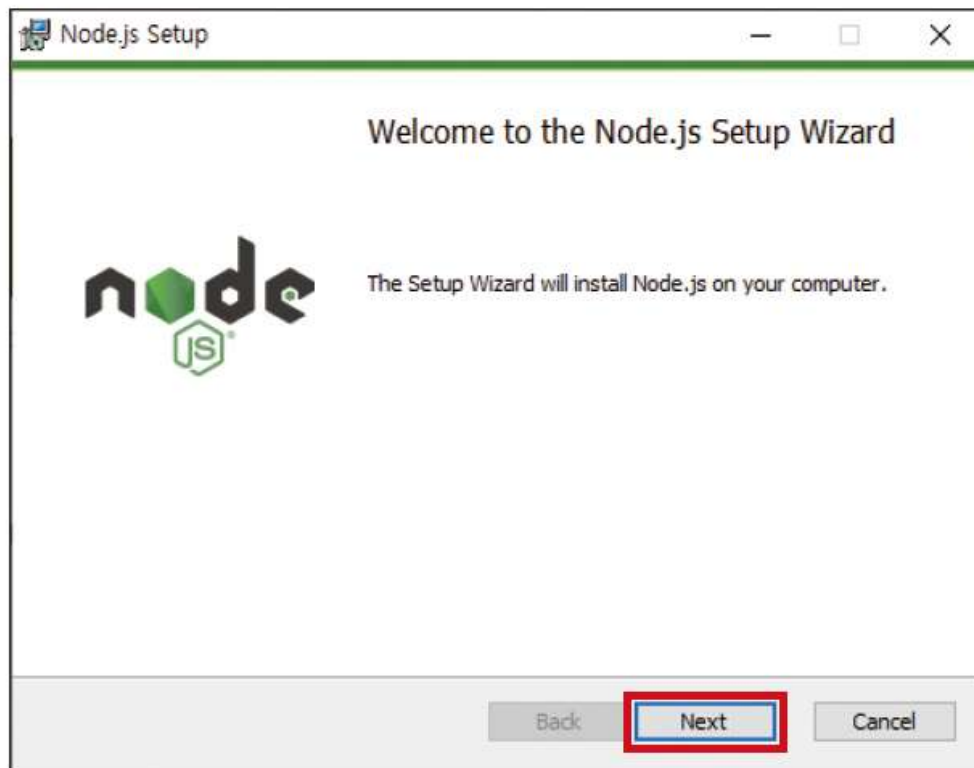 Node.js Setup
Welcome to the Node.js Setup Wizard
node
JS®
The Setup Wizard will install Node.js on your computer.
Back Next Cancel